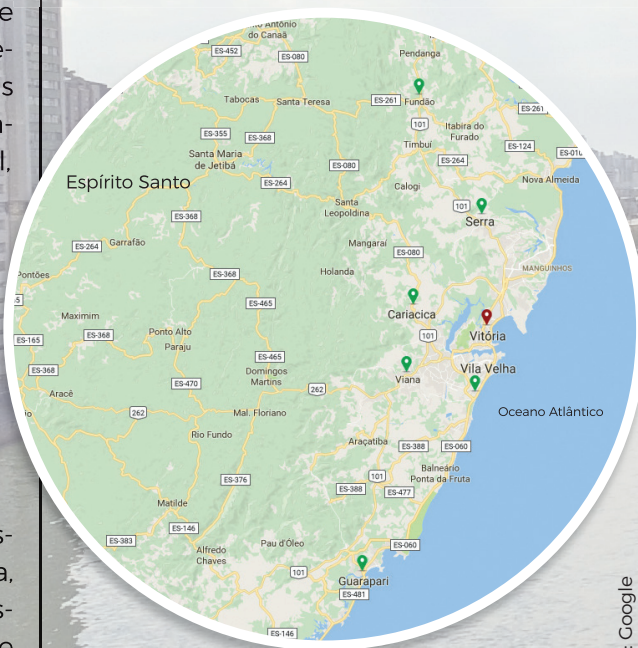 e
e-
s
l,
o Antônio
do Canaã
ES-452
ES-080
Pendanga
Tabocas
Santa Teresa
ES-261
Fundão
ES-261
101
ES-355
ES-368
Itabira do
Furado
Timbuí
ES-124
ES-010
Santa Maria
de Jetibá
ES-080
ES-264
Espírito Santo
ES-264
Calogi
Nova Almeida
ES-368
Santa
Leopoldina
101
Serra
ES-264
Garrafão
Mangaraí
ES-080
Pontões
ES-368
Holanda
MANGUINHOS
ES-465
Cariacica
Maximim
ES-165
ES-368
Ponto Alto
Paraju
101
Vitória
ES-368
ES-465
Domingos
Martins
Viana
Vila Velha
Aracê
ES-470
262
262
Mal. Floriano
Oceano Atlântico
io
Rio Fundo
Araçatiba
ES-388
ES-060
ES-376
101
Balneário
Ponta da Fruta
ES-388
ES-477
Matilde
ES-146
ES-383
Alfredo
Chaves
Pau d'Óleo
ES-060
101
Guarapari
ES-481
ES-146
s-
a,
s-
o
: Google